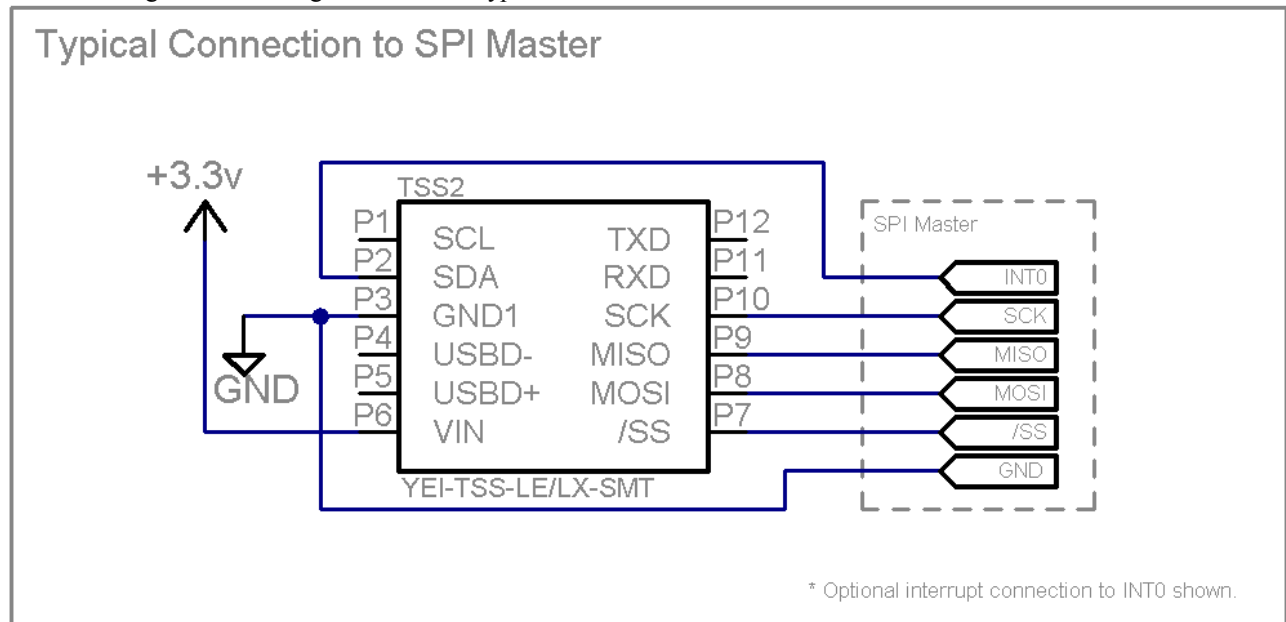 Typical Connection to SPI Master
+3.3v
TSS2
P1 SCL TXD P12
P2 SDA RXD P11
P3 GND1 SCK P10
P4 USBD- MISO P9
P5 USBD+ MOSI P8
P6 VIN /SS P7
GND
YEI-TSS-LE/LX-SMT
SPI Master
INT0
SCK
MISO
MOSI
/SS
GND
* Optional interrupt connection to INT0 shown.